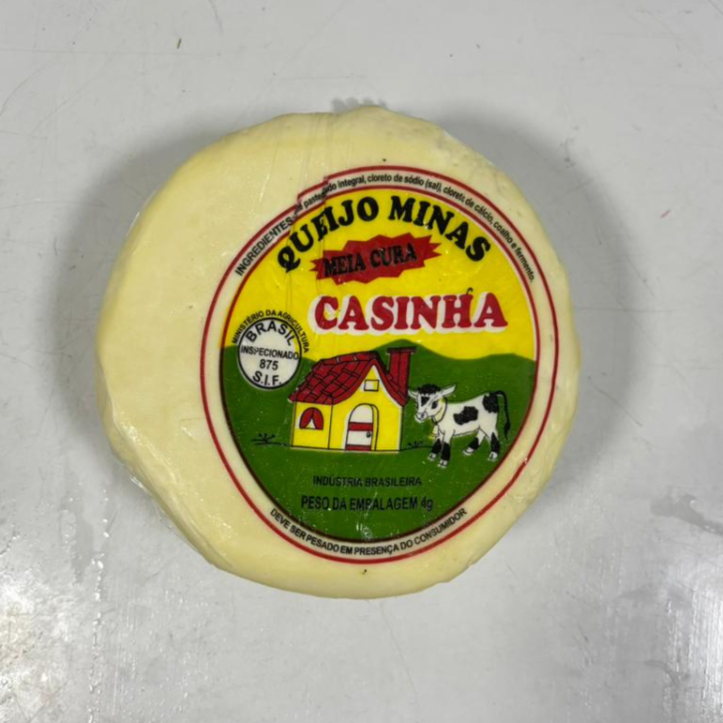 INGREDIENTES: pasteurizado integral, cloreto de sódio (sal), cloreto de cálcio, coalho e fermento.
QUEIJO MINAS
MEIA CURA
CASINHA
MINISTÉRIO DA AGRICULTURA
BRASIL
INSPECIONADO
875
S.I.F.
INDÚSTRIA BRASILEIRA
PESO DA EMBALAGEM 4g
DEVE SER PESADO EM PRESENÇA DO CONSUMIDOR